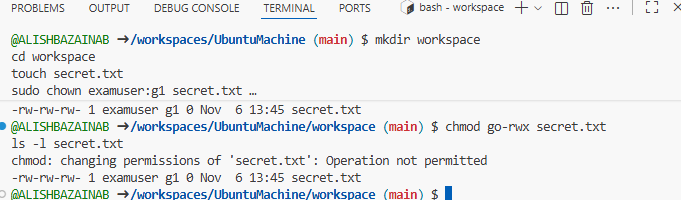 PROBLEMS OUTPUT DEBUG CONSOLE TERMINAL PORTS bash - workspace
@ALISHBAZAINAB ➜/workspaces/UbuntuMachine (main) $ mkdir workspace
cd workspace
touch secret.txt
sudo chown examuser:g1 secret.txt …
-rw-rw-rw- 1 examuser g1 0 Nov  6 13:45 secret.txt
@ALISHBAZAINAB ➜/workspaces/UbuntuMachine/workspace (main) $ chmod go-rwx secret.txt
ls -l secret.txt
chmod: changing permissions of 'secret.txt': Operation not permitted
-rw-rw-rw- 1 examuser g1 0 Nov  6 13:45 secret.txt
@ALISHBAZAINAB ➜/workspaces/UbuntuMachine/workspace (main) $